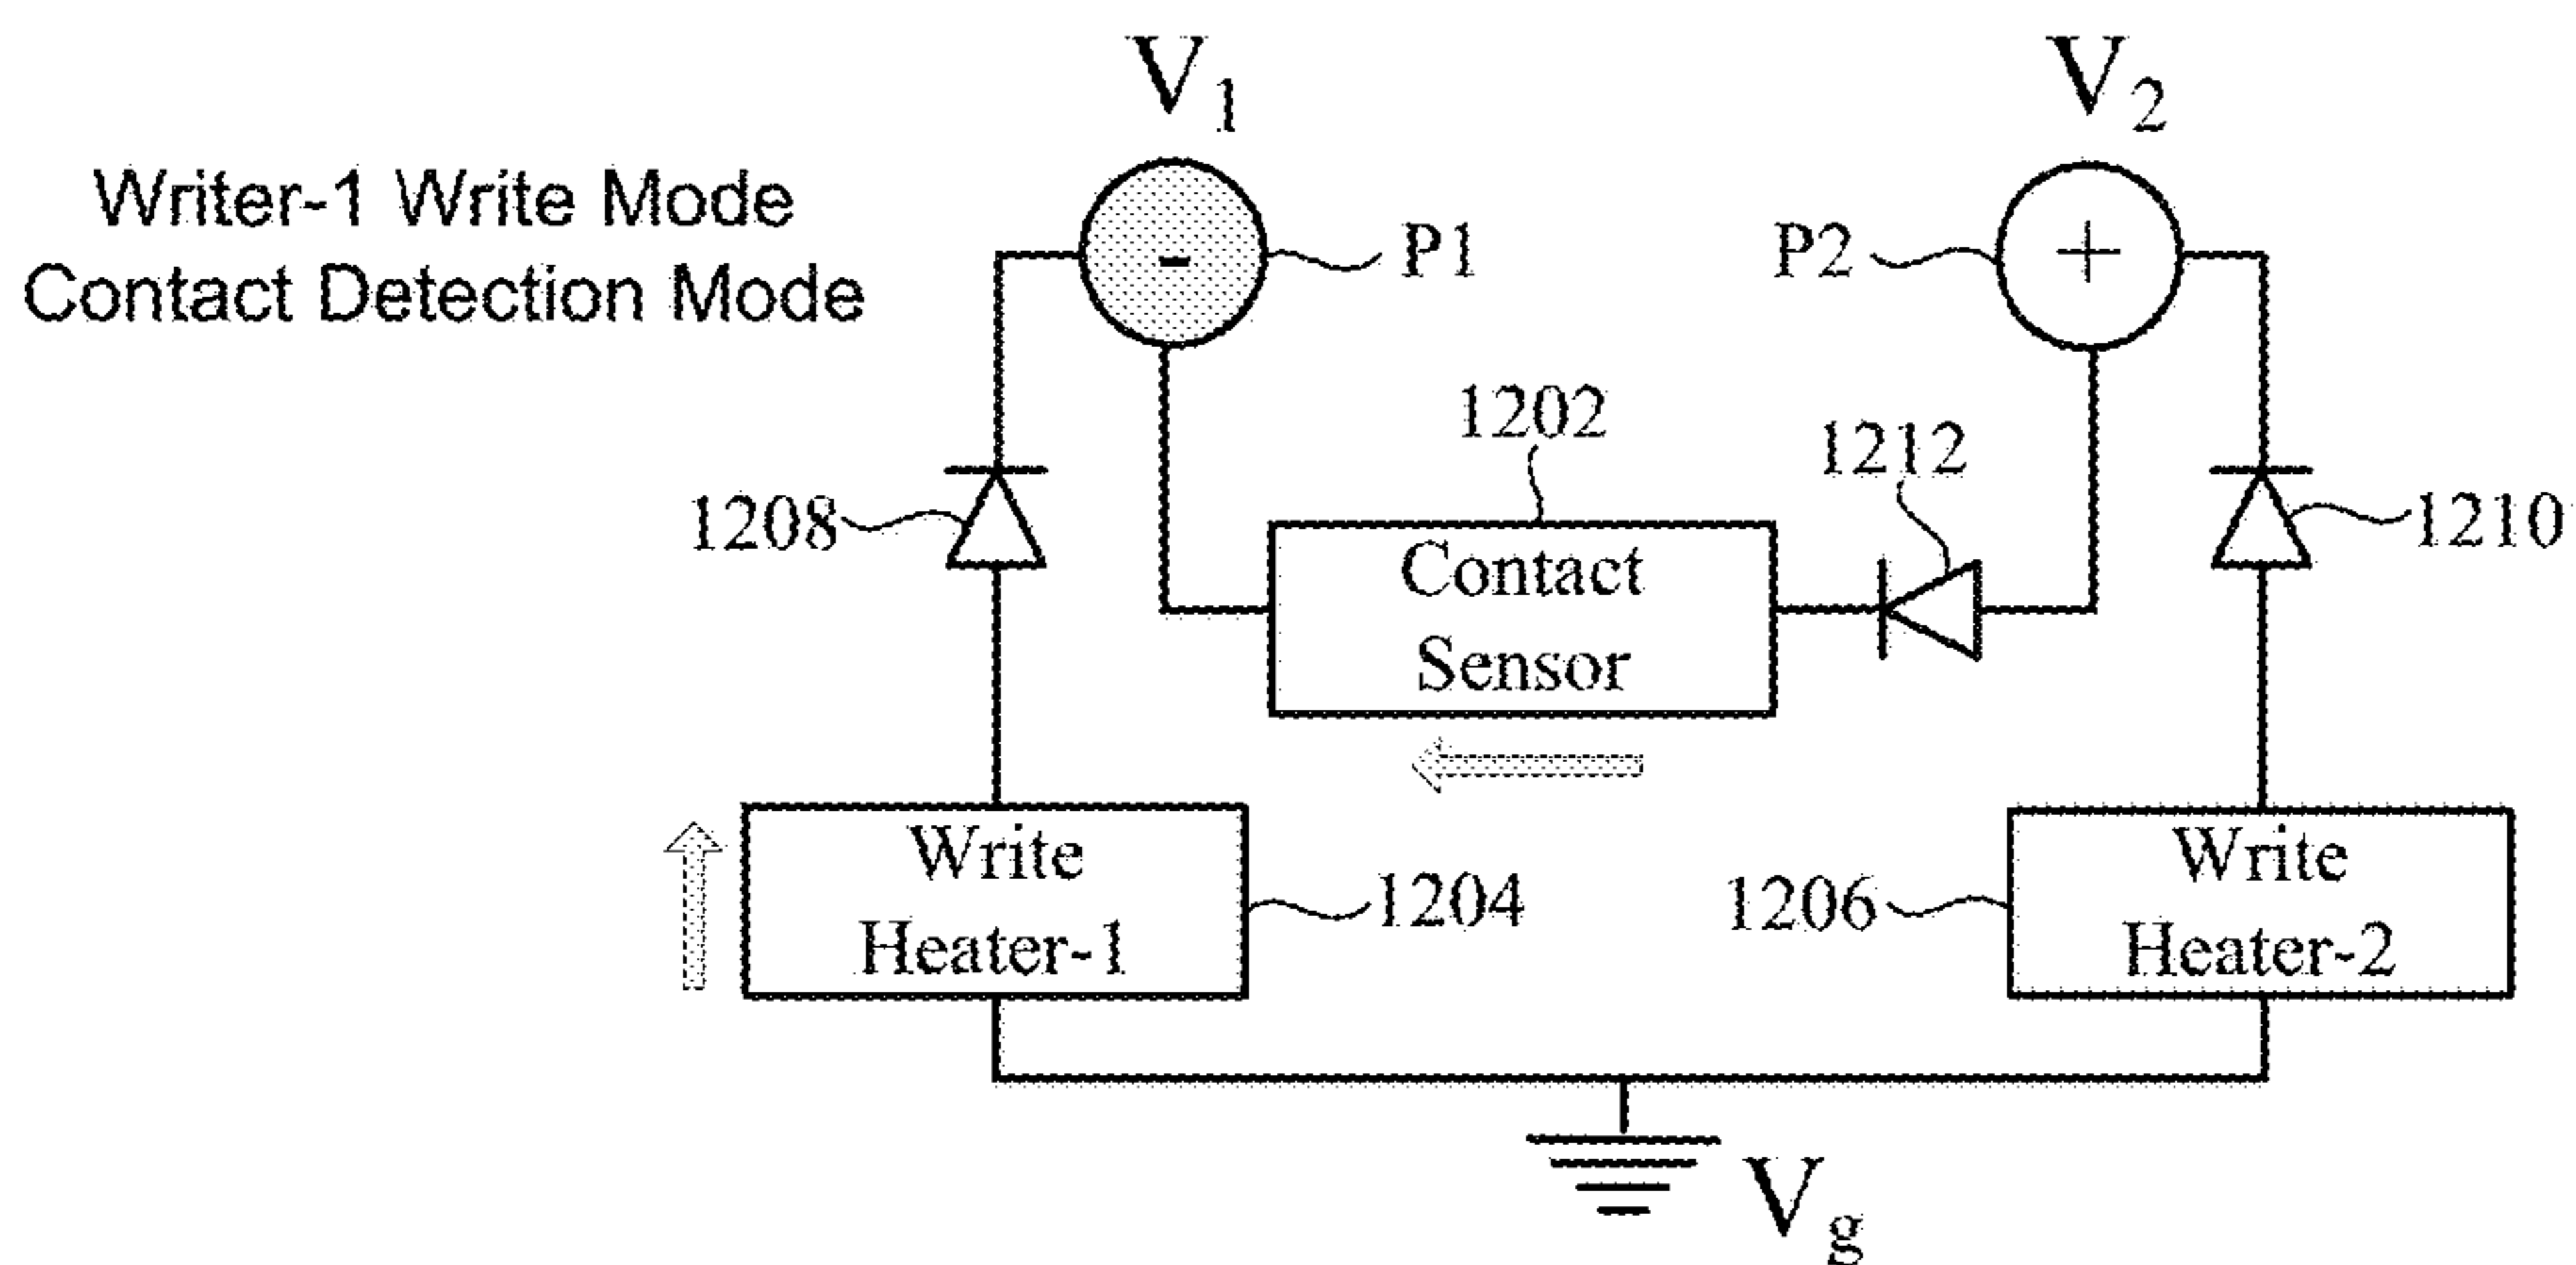 V1
V2
Writer-1 Write Mode
Contact Detection Mode
-
P1
P2
+
1202
1212
1208
Contact
Sensor
1210
Write
Heater-1
1204
1206
Write
Heater-2
Vg